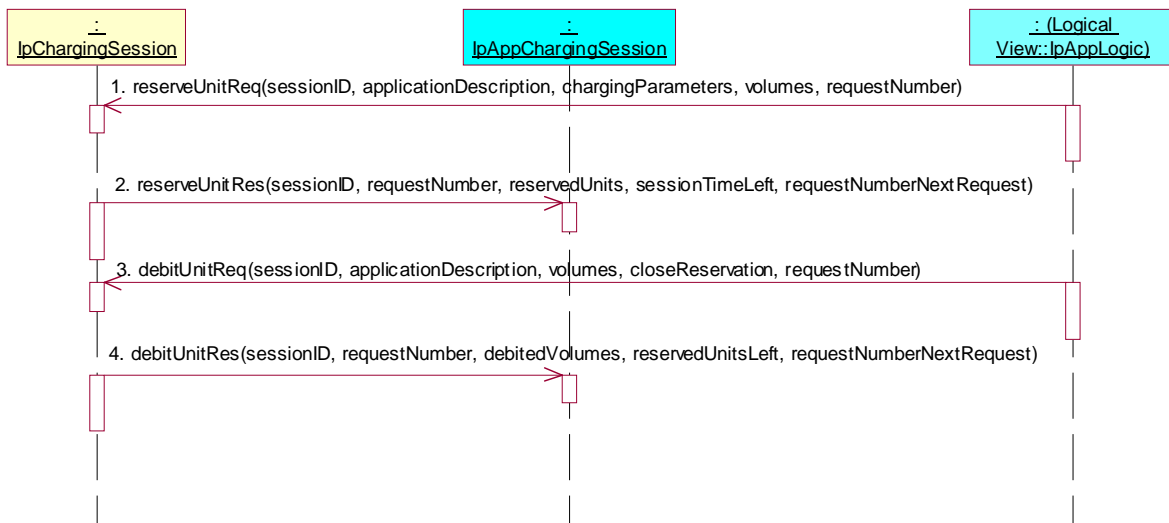 :
IpChargingSession
:
IpAppChargingSession
: (Logical
View::IpAppLogic)
1. reserveUnitReq(sessionID, applicationDescription, chargingParameters, volumes, requestNumber)
2. reserveUnitRes(sessionID, requestNumber, reservedUnits, sessionTimeLeft, requestNumberNextRequest)
3. debitUnitReq(sessionID, applicationDescription, volumes, closeReservation, requestNumber)
4. debitUnitRes(sessionID, requestNumber, debitedVolumes, reservedUnitsLeft, requestNumberNextRequest)